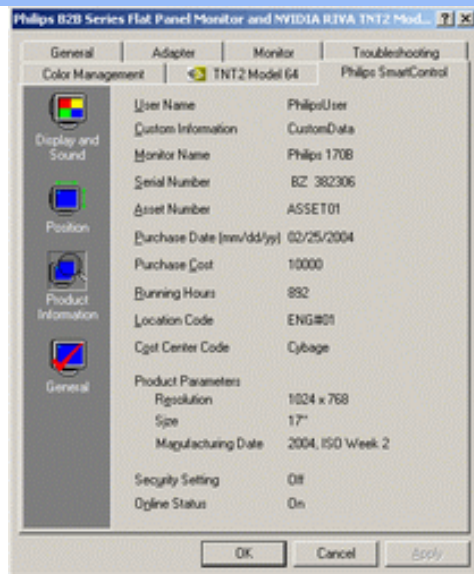 Philips B2B Series Flat Panel Monitor and NVIDIA RIVA TNT2 Mod...
General Adapter Monitor Troubleshooting
Color Management TNT2 Model 64 Philips SmartControl
Display and
Sound
Position
Product
Information
General
User Name PhilipsUser
Custom Information CustomData
Monitor Name Philips 170B
Serial Number BZ 382306
Asset Number ASSET01
Purchase Date (mm/dd/yy) 02/25/2004
Purchase Cost 10000
Running Hours 892
Location Code ENG#01
Cost Center Code Cybage
Product Parameters
Resolution 1024 x 768
Size 17"
Manufacturing Date 2004, ISO Week 2
Security Setting Off
Online Status On
OK Cancel Apply